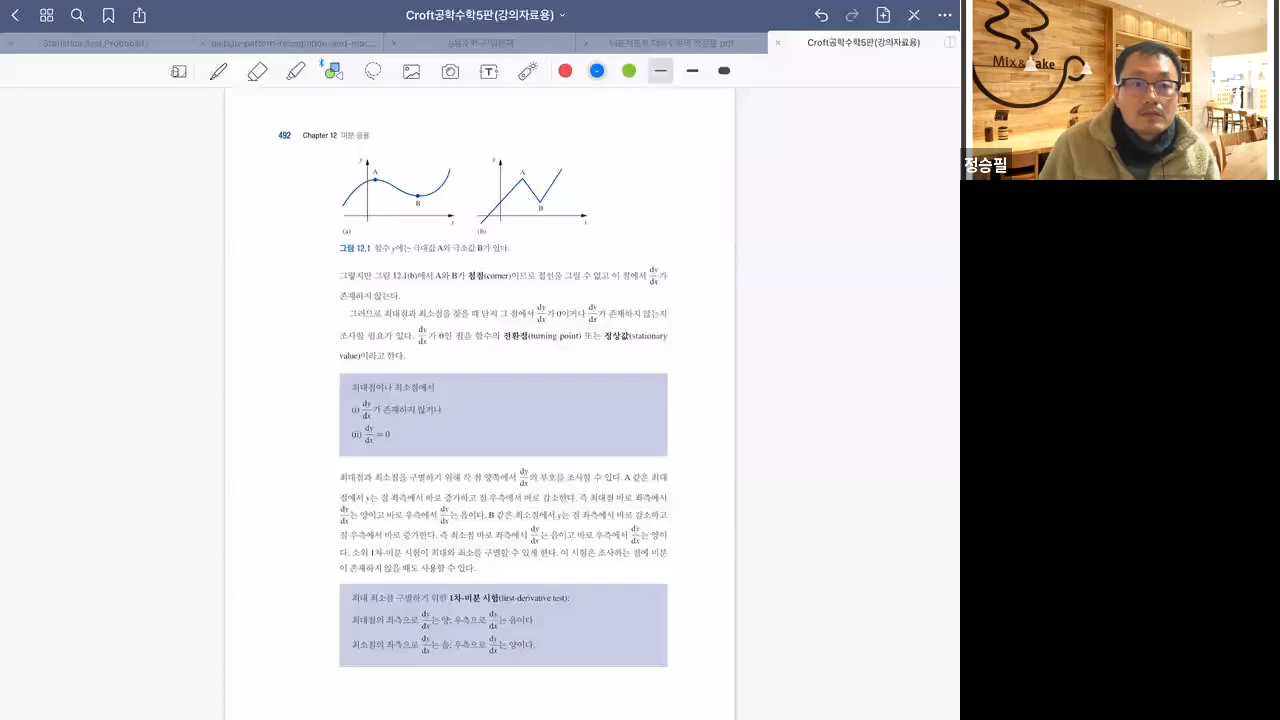 Croft공학수학5판(강의자료용)
Statistics And Probability
Croft공학수학5판(강의자료용)
492 Chapter 12 미분 응용
y A B x
(a)
y A B x
(b)
그림 12.1 함수 y에는 극대값 A와 극소값 B가 있다.
그렇지만 그림 12.1(b)에서 A와 B가 첨점(corner)이므로 접선을 그릴 수 없고 이 점에서 dy/dx가
존재하지 않는다.
그러므로 최대점과 최소점을 찾을 때 단지 그 점에서 dy/dx가 0이거나 dy/dx가 존재하지 않는지
조사할 필요가 있다. dy/dx가 0인 점을 함수의 전환점(turning point) 또는 정상값(stationary
value)이라고 한다.
최대점이나 최소점에서
(i) dy/dx가 존재하지 않거나
(ii) dy/dx = 0
최대점과 최소점을 구별하기 위해 각 점 양쪽에서 dy/dx의 부호를 조사할 수 있다. A 같은 최대
점에서 y는 점 좌측에서 바로 증가하고 점 우측에서 바로 감소한다. 즉 최대점 바로 좌측에서
dy/dx는 양이고 바로 우측에서 dy/dx는 음이다. B 같은 최소점에서 y는 점 좌측에서 바로 감소하고
점 우측에서 바로 증가한다. 즉 최소점 바로 좌측에서 dy/dx는 음이고 바로 우측에서 dy/dx는 양이
다. 소위 1차-미분 시험이 최대와 최소를 구별할 수 있게 한다. 이 시험은 조사하는 점에 미분
이 존재하지 않을 때도 사용할 수 있다.
최대 최소를 구별하기 위한 1차-미분 시험(first-derivative test):
최대점의 좌측으로 dy/dx는 양; 우측으로 dy/dx는 음이다.
최소점의 좌측으로 dy/dx는 음; 우측으로 dy/dx는 양이다.
정승필